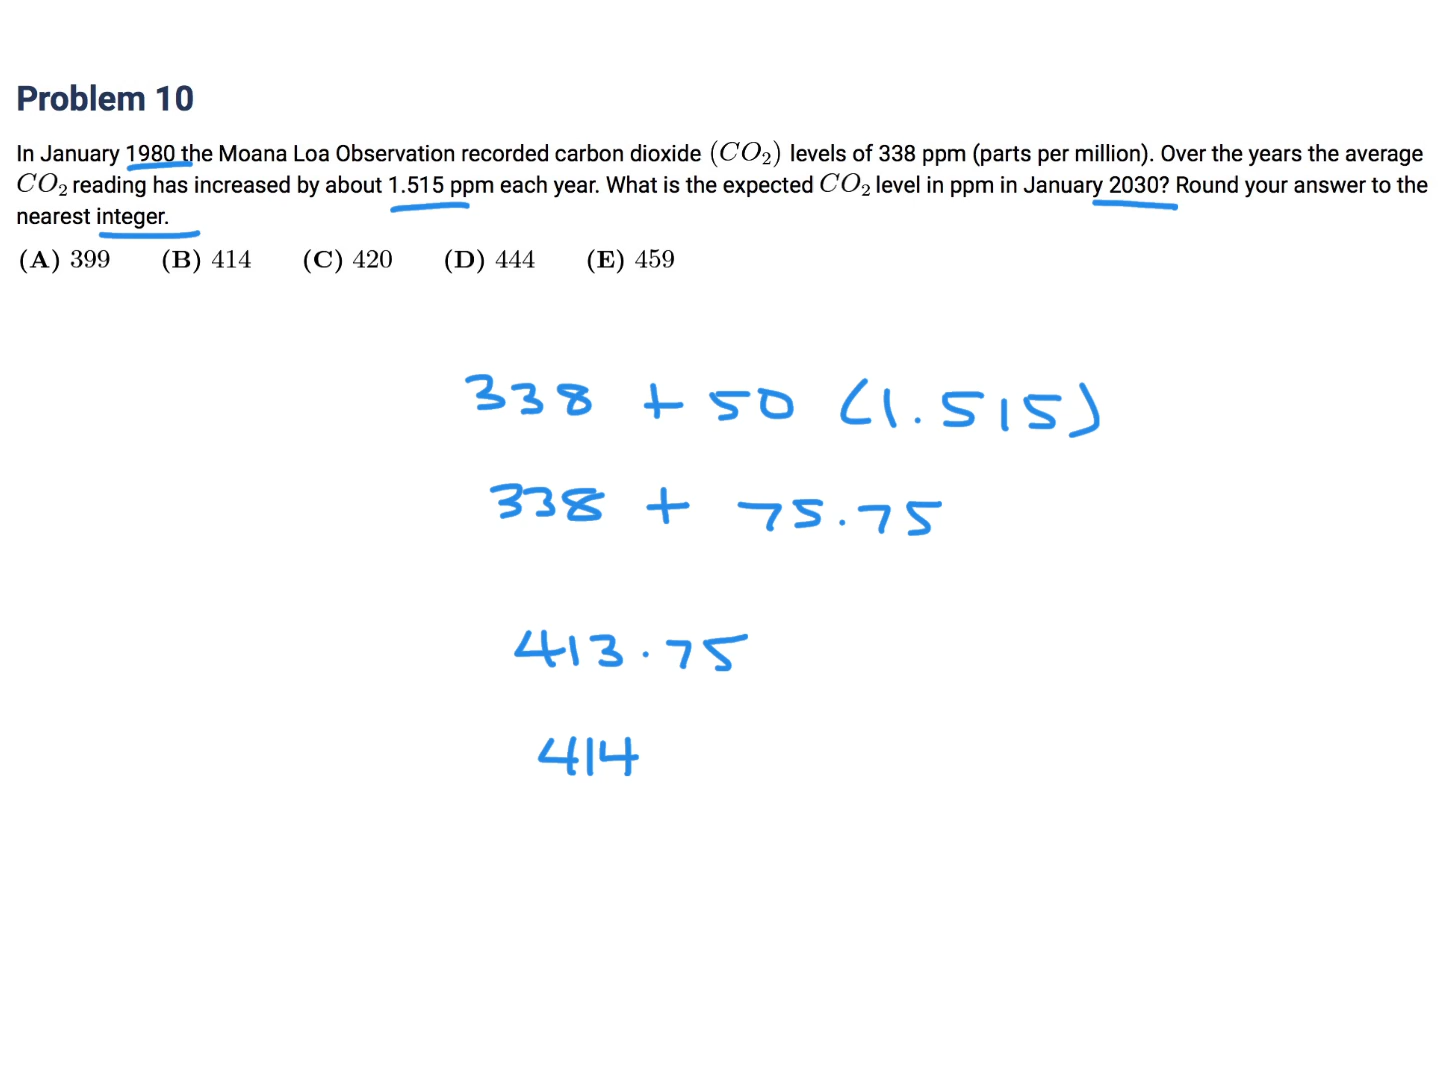 Problem 10
In January 1980 the Moana Loa Observation recorded carbon dioxide (CO₂) levels of 338 ppm (parts per million). Over the years the average
CO₂ reading has increased by about 1.515 ppm each year. What is the expected CO₂ level in ppm in January 2030? Round your answer to the
nearest integer.
(A) 399 (B) 414 (C) 420 (D) 444 (E) 459
338 + 50 (1.515)
338 + 75.75
413.75
414